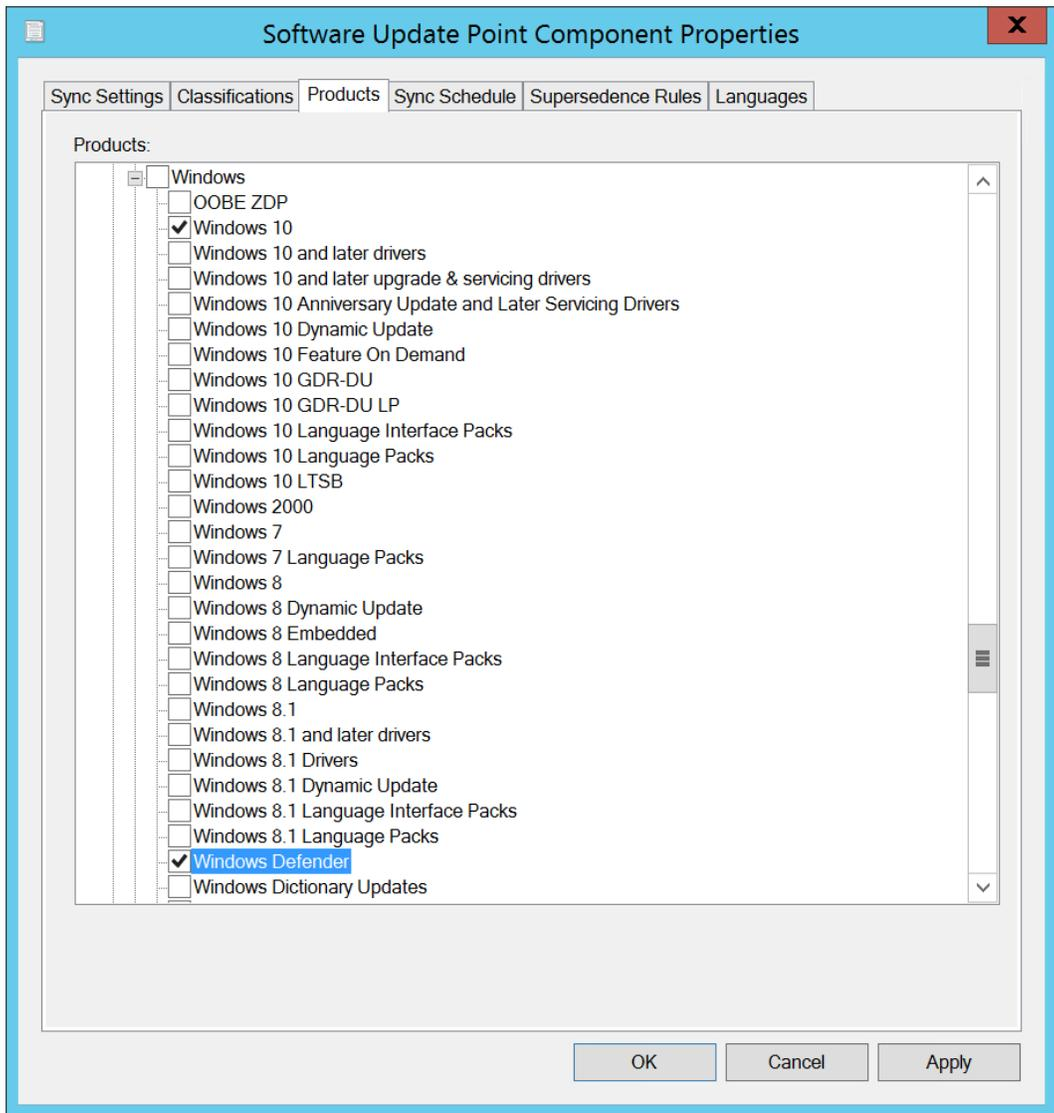 Software Update Point Component Properties
X
Sync Settings Classifications Products Sync Schedule Supersedence Rules Languages
Products:
Windows
OOBE ZDP
Windows 10
Windows 10 and later drivers
Windows 10 and later upgrade & servicing drivers
Windows 10 Anniversary Update and Later Servicing Drivers
Windows 10 Dynamic Update
Windows 10 Feature On Demand
Windows 10 GDR-DU
Windows 10 GDR-DU LP
Windows 10 Language Interface Packs
Windows 10 Language Packs
Windows 10 LTSB
Windows 2000
Windows 7
Windows 7 Language Packs
Windows 8
Windows 8 Dynamic Update
Windows 8 Embedded
Windows 8 Language Interface Packs
Windows 8 Language Packs
Windows 8.1
Windows 8.1 and later drivers
Windows 8.1 Drivers
Windows 8.1 Dynamic Update
Windows 8.1 Language Interface Packs
Windows 8.1 Language Packs
Windows Defender
Windows Dictionary Updates
OK Cancel Apply